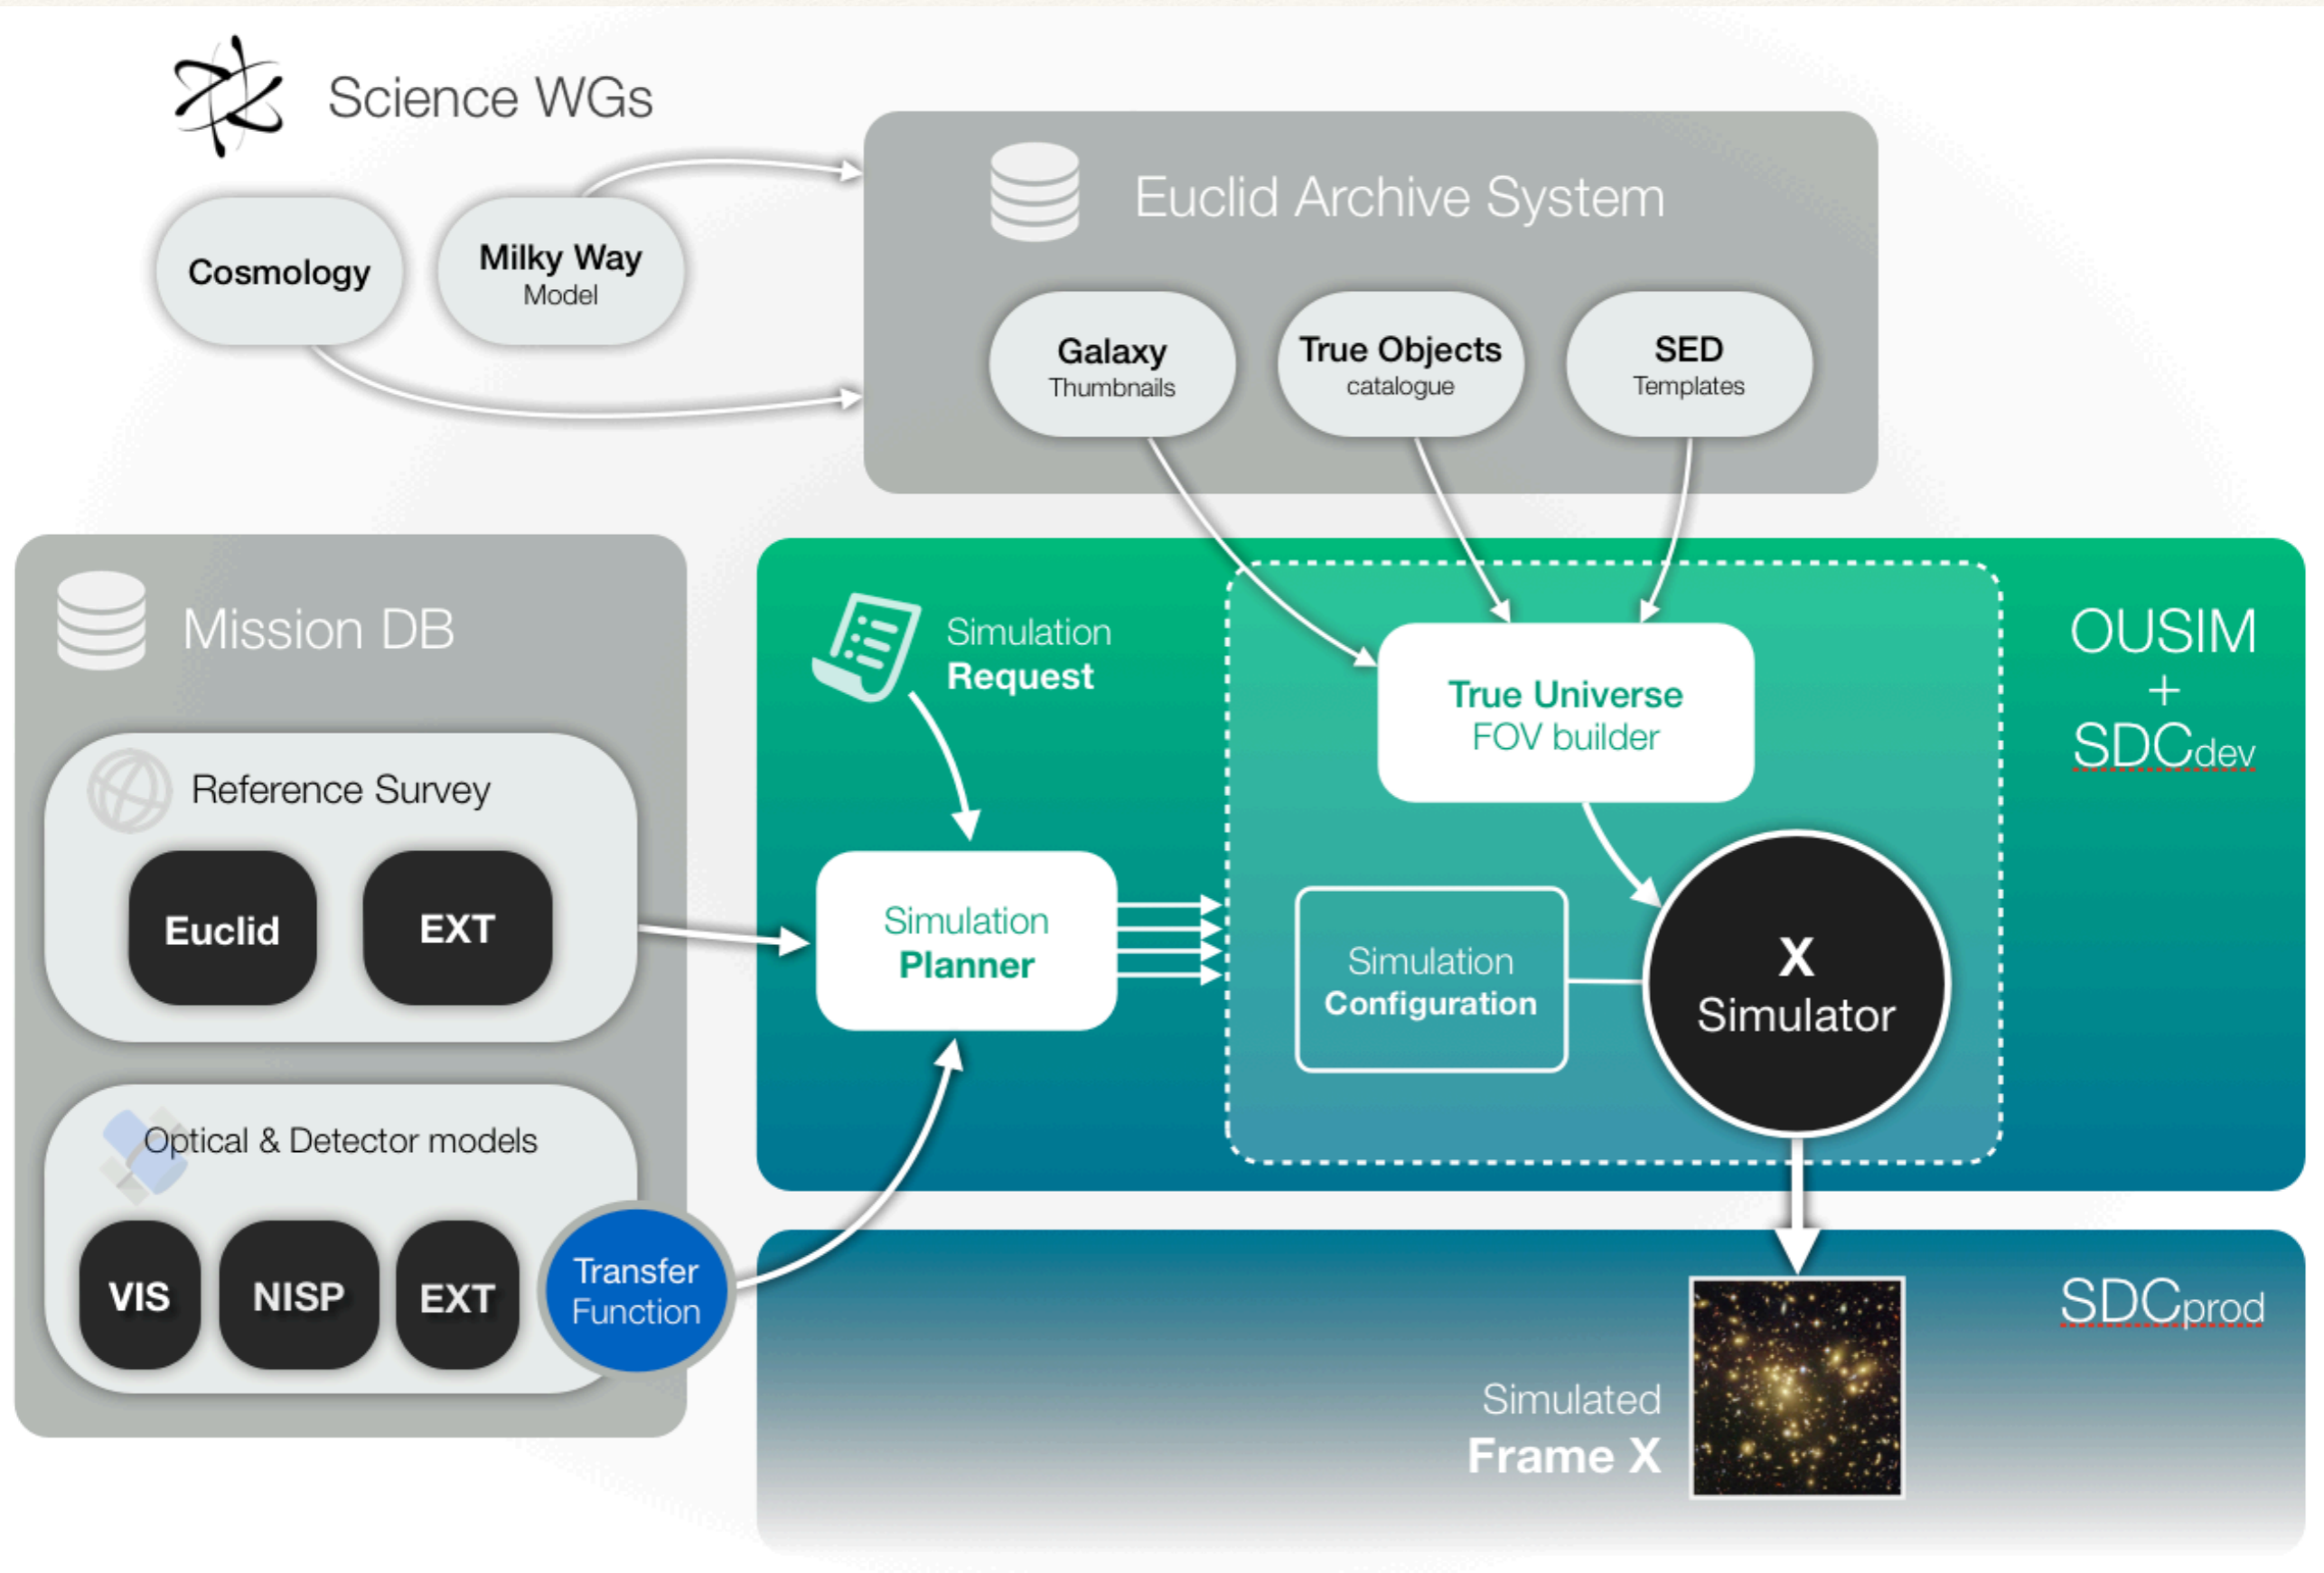 Science WGs
Cosmology
Milky Way
Model
Euclid Archive System
Galaxy
Thumbnails
True Objects
catalogue
SED
Templates
Mission DB
Reference Survey
Euclid
EXT
Optical & Detector models
VIS
NISP
EXT
Transfer
Function
Simulation
Request
Simulation
Planner
True Universe
FOV builder
Simulation
Configuration
X
Simulator
OUSIM
+
SDCdev
SDCprod
Simulated
Frame X